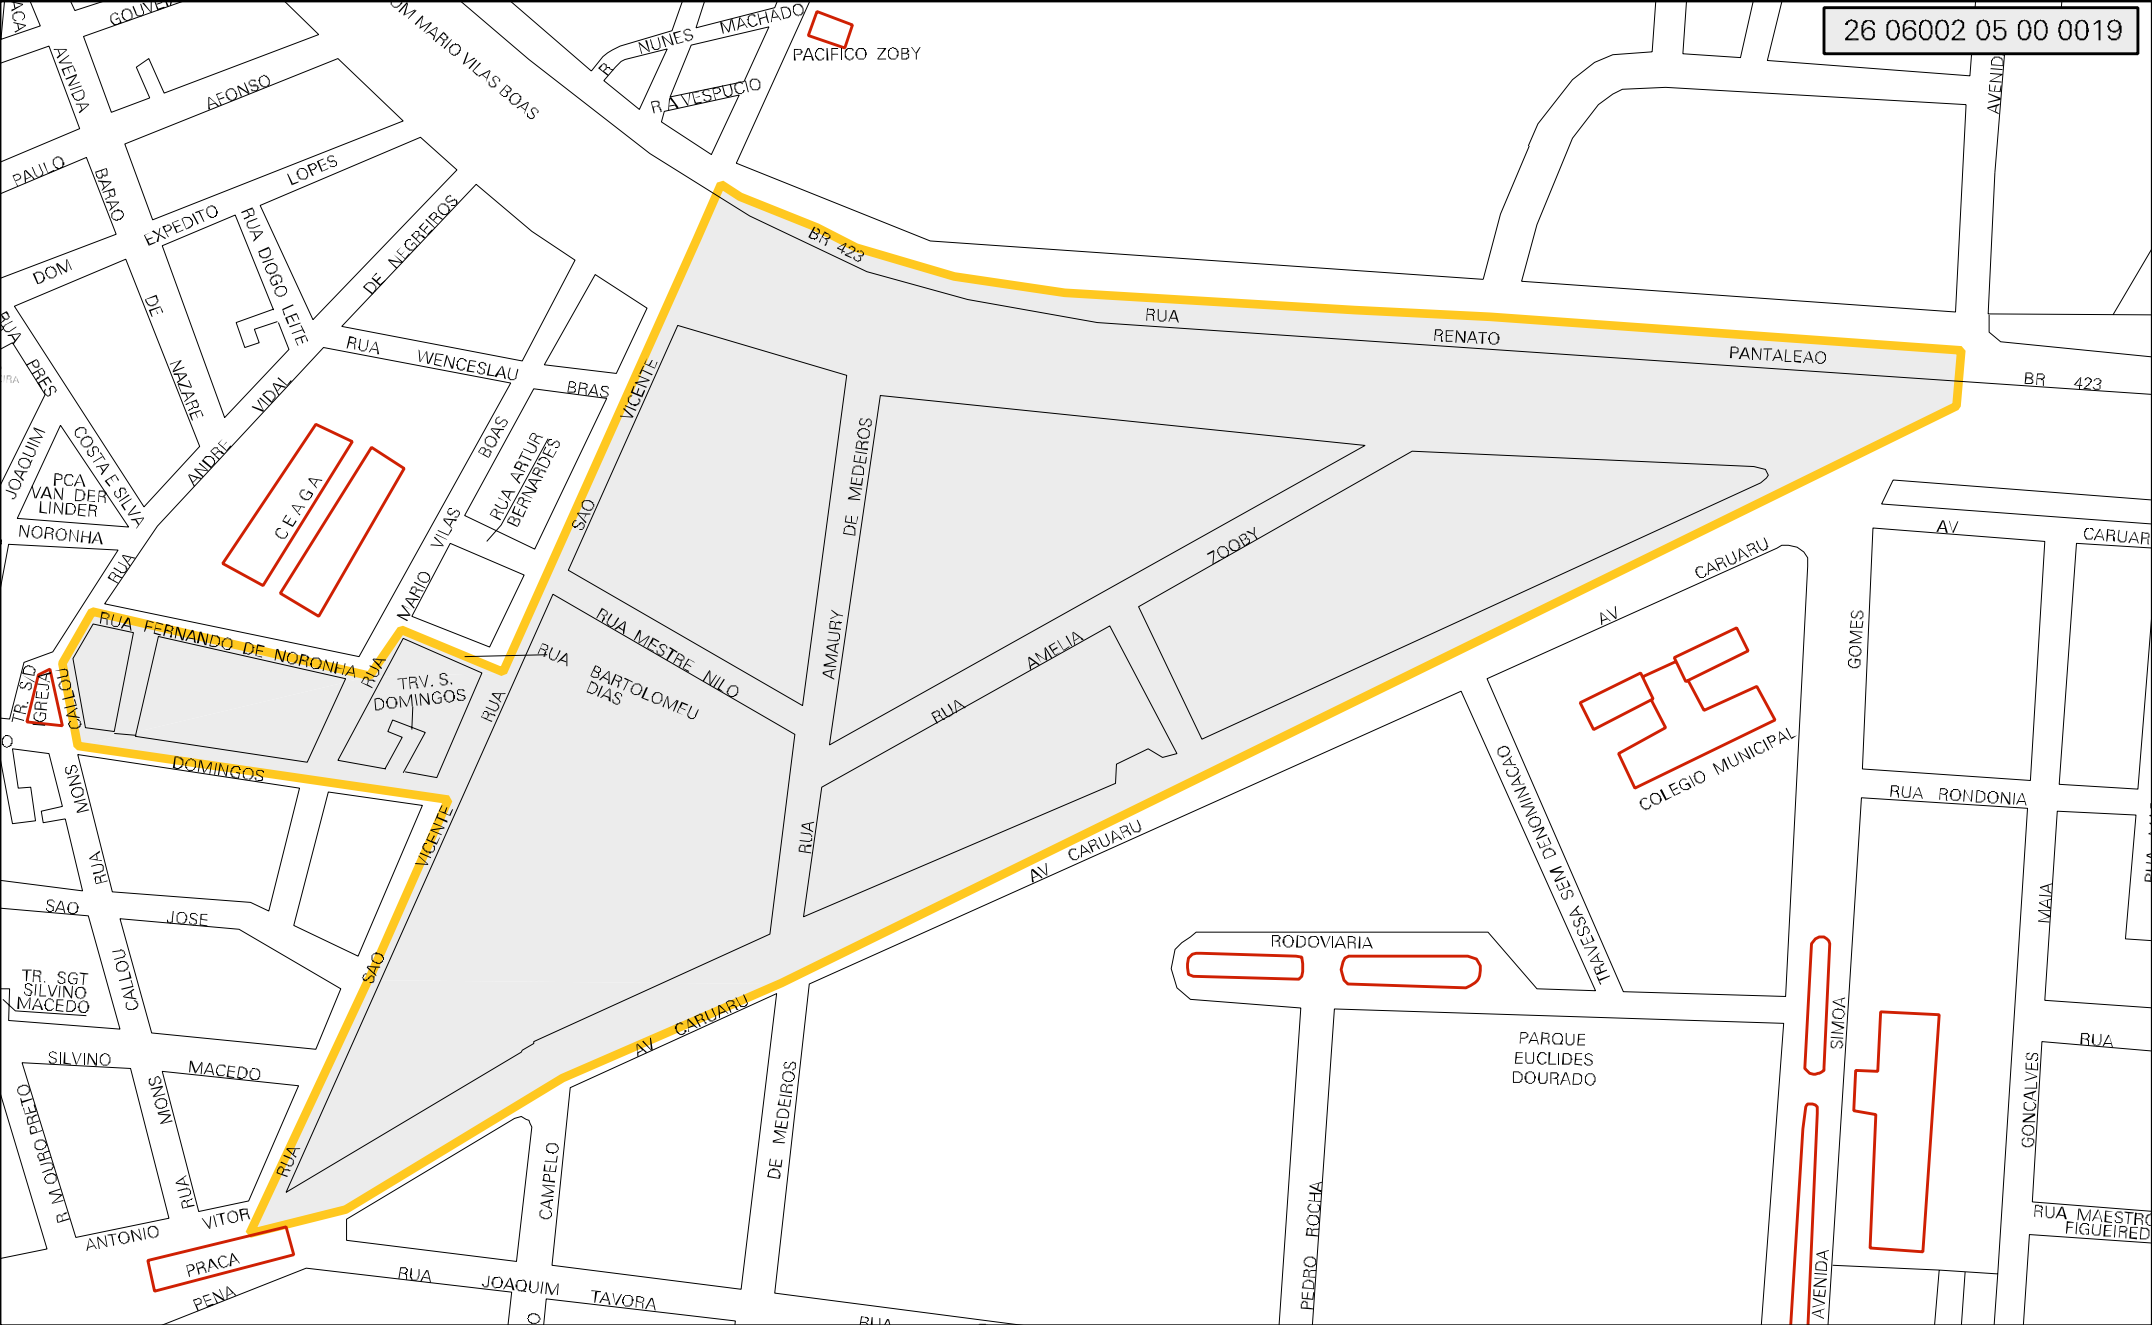 26 06002 05 00 0019
GOUVEIA
AVENIDA
AFONSO
PAULO
BARAO
LOPES
EXPEDITO
DOM
RUA DIOGO LEITE
DE NEGREIROS
DE
NAZARE
RUA
PRES
COSTA E SILVA
JOAQUIM
PCA
VAN DER
LINDER
NORONHA
RUA
ANDRE
VIDAL
RUA WENCESLAU BRAS
CEAGA
MARIO VILAS BOAS
RUA ARTUR
BERNARDES
OM MARIO VILAS BOAS
R
NUNES MACHADO
R A VESPUCIO
PACIFICO ZOBY
BR 423
RUA RENATO PANTALEAO
BR 423
AVENID
SAO VICENTE
RUA FERNANDO DE NORONHA
RUA
TR. S/D
IGREJA
CALLOU
TRV. S.
DOMINGOS
RUA
BARTOLOMEU
DIAS
RUA
RUA MESTRE NILO
AMAURY DE MEDEIROS
RUA AMELIA ZOOBY
RUA
AV CARUARU
AV CARUARU
AV CARUARU
AV CARUAR
DOMINGOS
MONS
RUA
VICENTE
SAO
RUA
SAO JOSE
CALLOU
TR. SGT
SILVINO
MACEDO
SILVINO MACEDO
MONS
RUA
R. M OURO PRETO
ANTONIO VITOR
PRACA
PENA
RUA JOAQUIM TAVORA
CAMPELO
DE MEDEIROS
RUA
O
O
TRAVESSA SEM DENOMINACAO
COLEGIO MUNICIPAL
GOMES
RUA RONDONIA
MAIA
RODOVIARIA
PARQUE
EUCLIDES
DOURADO
SIMOA
AVENIDA
GONCALVES
RUA
RUA MAESTRO
FIGUEIRED
PEDRO ROCHA